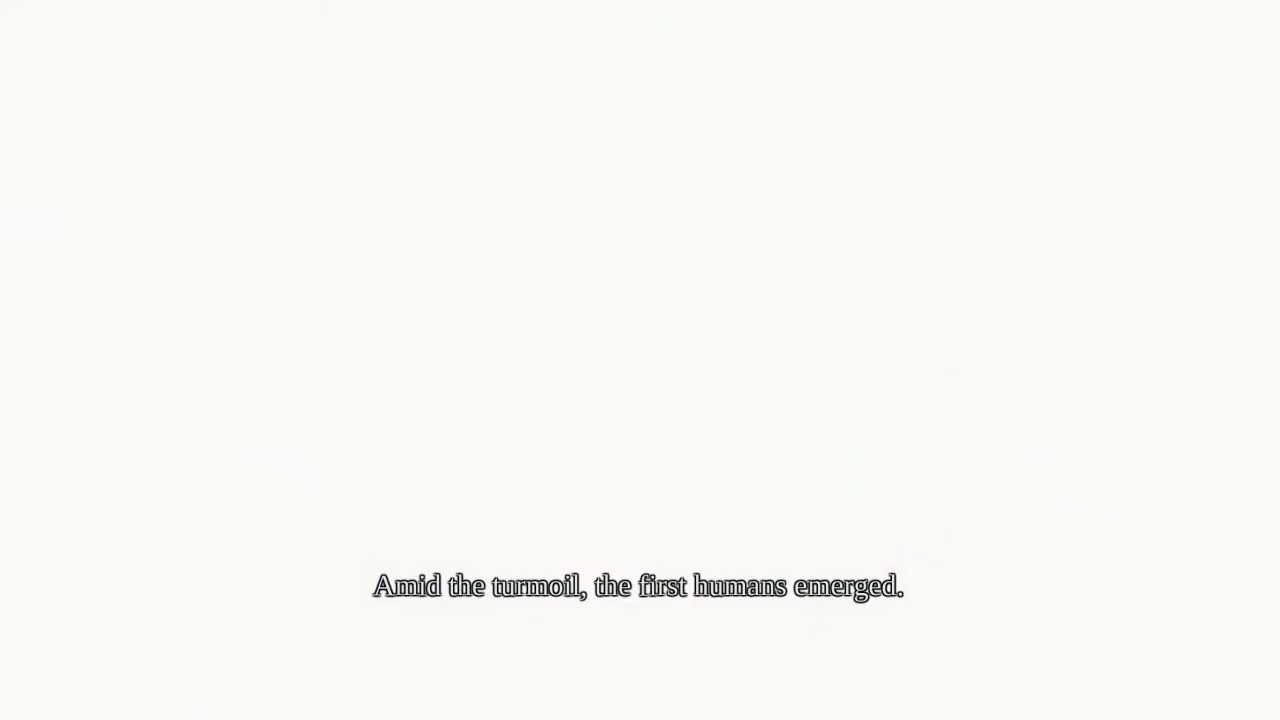 Amid the turmoil, the first humans emerged.